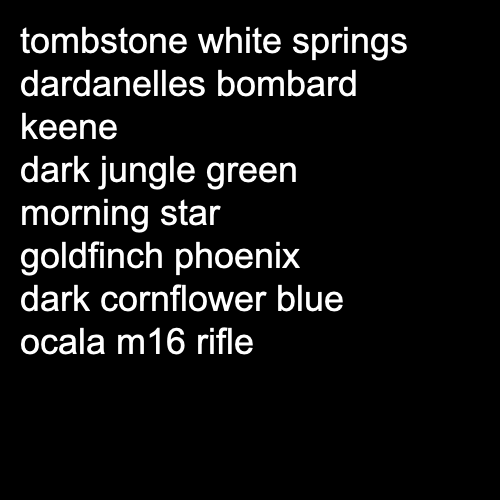 tombstone white springs
dardanelles bombard
keene
dark jungle green
morning star
goldfinch phoenix
dark cornflower blue
ocala m16 rifle